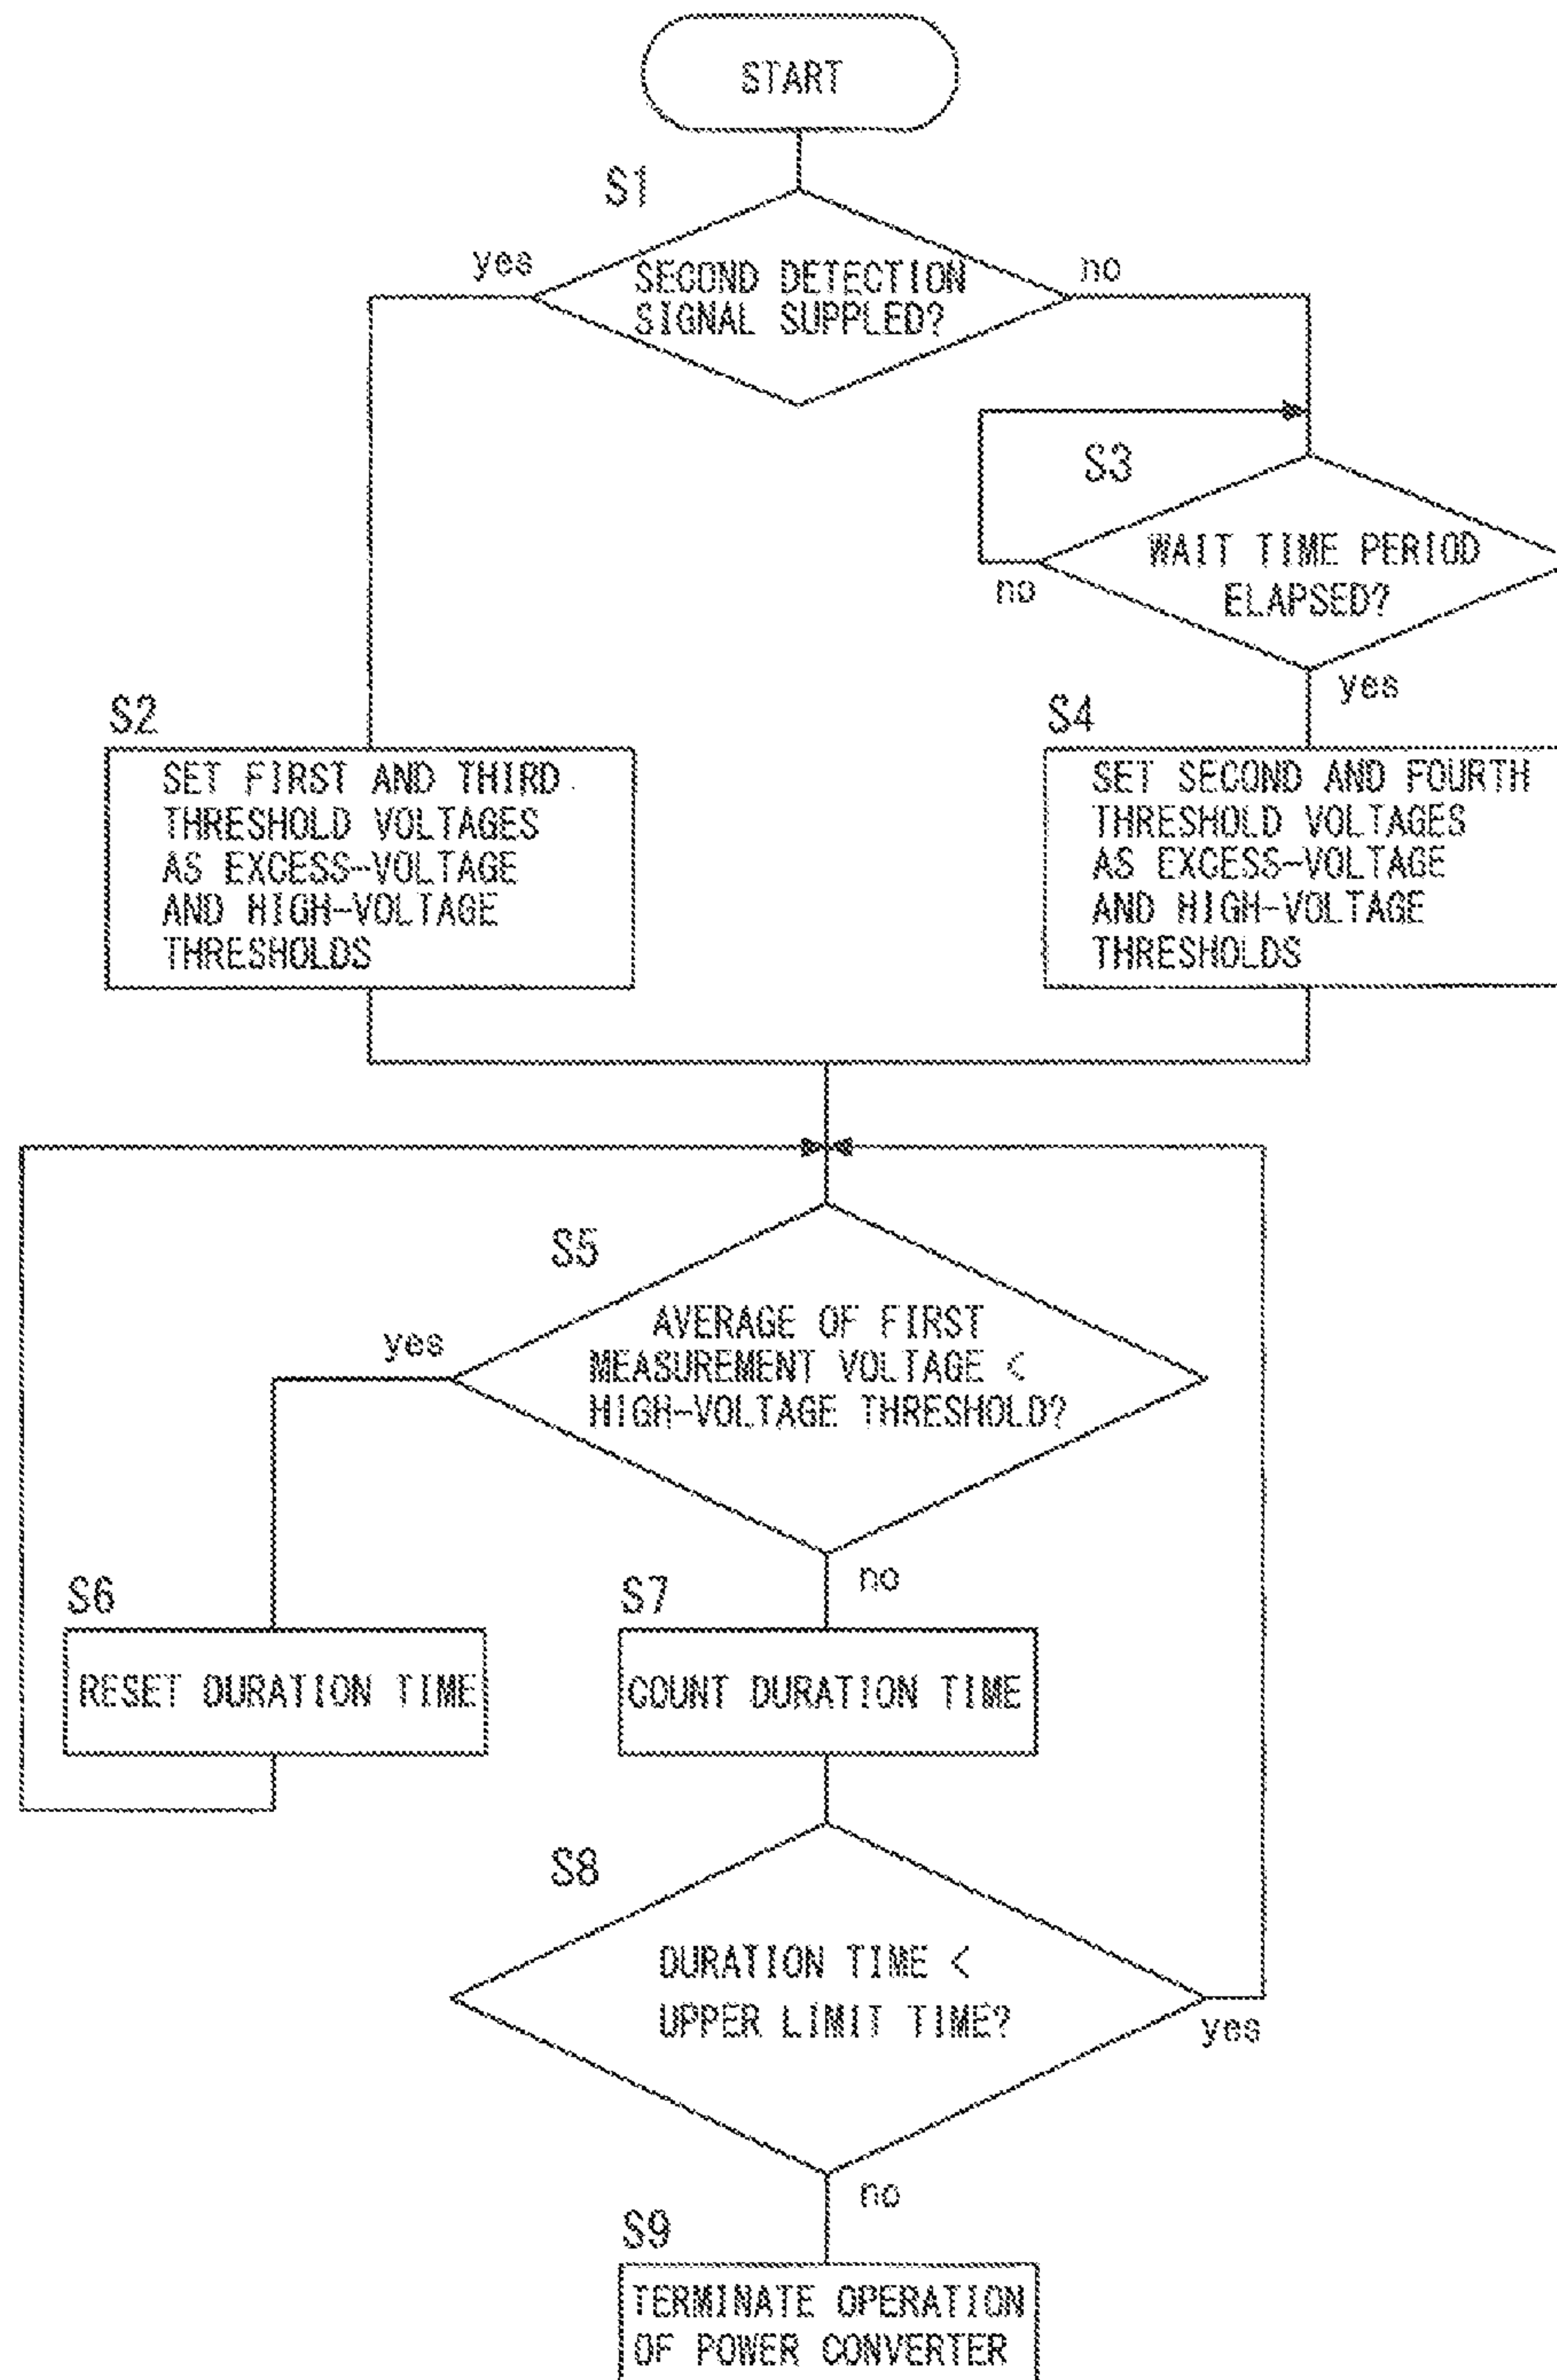 START
S1
yes
SECOND DETECTION
SIGNAL SUPPLED?
no
S3
WAIT TIME PERIOD
ELAPSED?
no
yes
S2
SET FIRST AND THIRD
THRESHOLD VOLTAGES
AS EXCESS-VOLTAGE
AND HIGH-VOLTAGE
THRESHOLDS
S4
SET SECOND AND FOURTH
THRESHOLD VOLTAGES
AS EXCESS-VOLTAGE
AND HIGH-VOLTAGE
THRESHOLDS
S5
yes
AVERAGE OF FIRST
MEASUREMENT VOLTAGE <
HIGH-VOLTAGE THRESHOLD?
no
S6
RESET DURATION TIME
S7
COUNT DURATION TIME
S8
DURATION TIME <
UPPER LIMIT TIME?
yes
no
S9
TERMINATE OPERATION
OF POWER CONVERTER